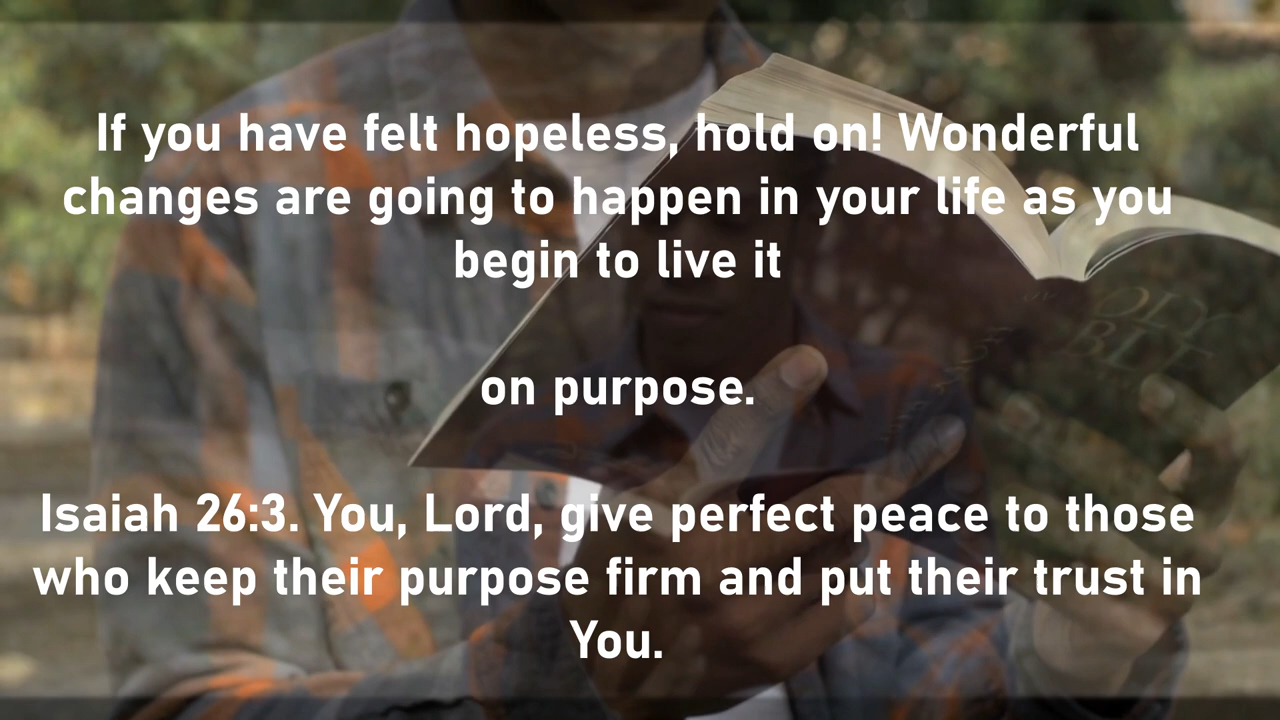 If you have felt hopeless, hold on! Wonderful
changes are going to happen in your life as you
begin to live it
on purpose.
Isaiah 26:3. You, Lord, give perfect peace to those
who keep their purpose firm and put their trust in
You.